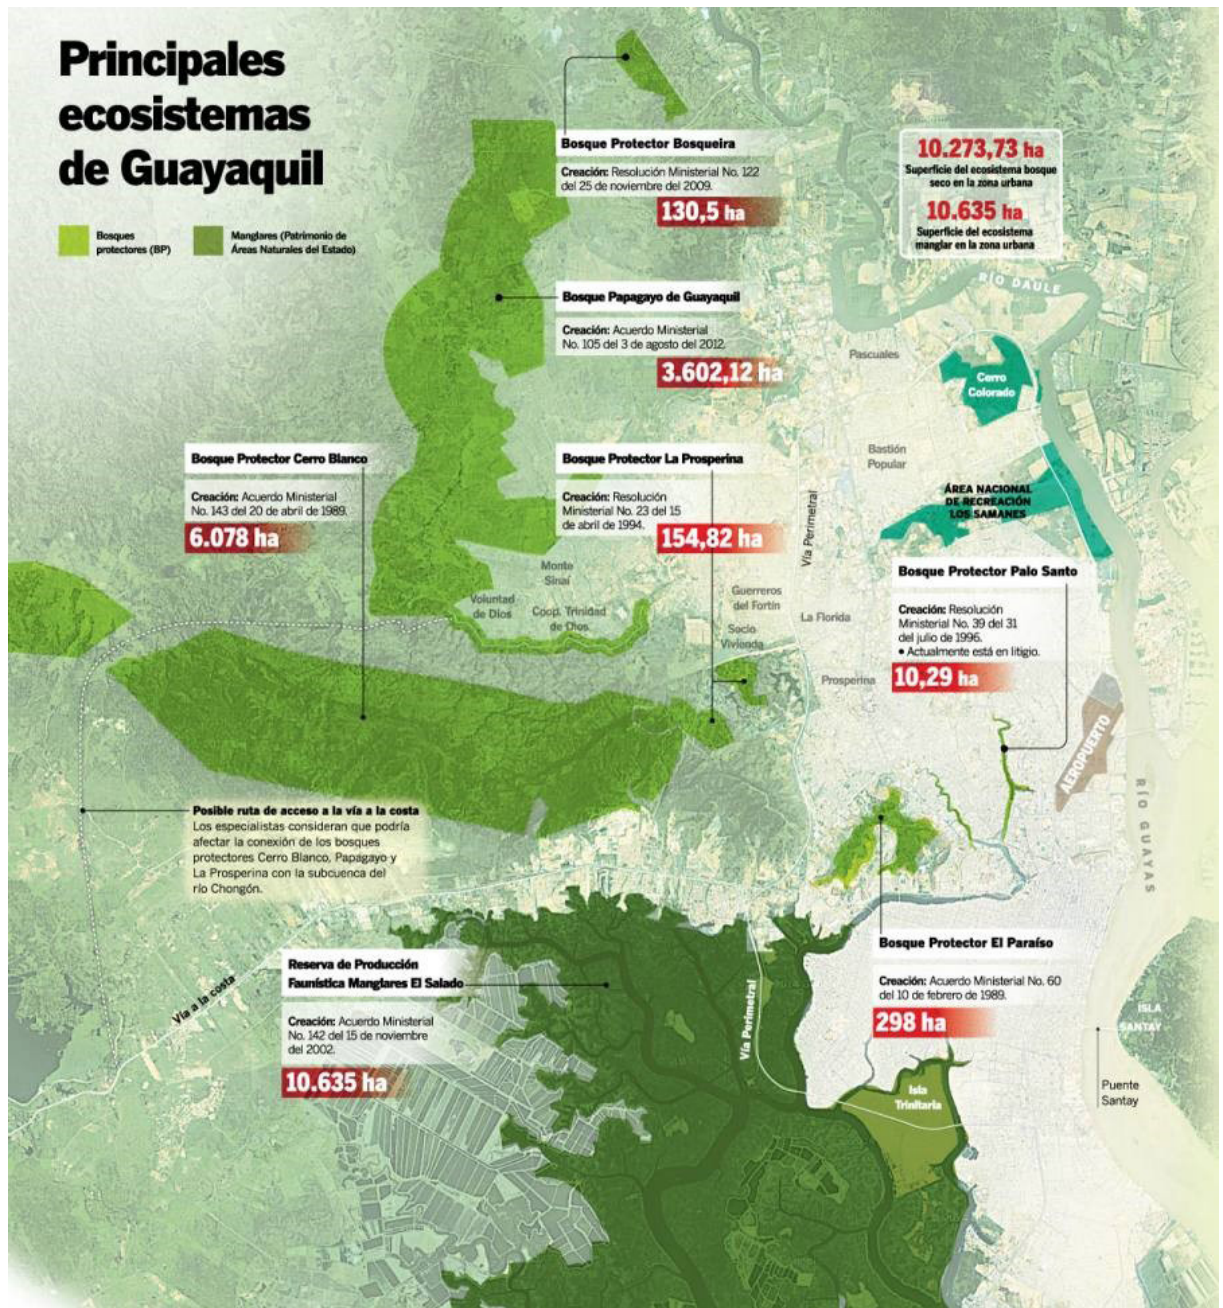 Principales
ecosistemas
de Guayaquil
Bosques
protectores (BP)
Manglares (Patrimonio de
Áreas Naturales del Estado)
Bosque Protector Bosqueira
Creación: Resolución Ministerial No. 122
del 25 de noviembre del 2009.
130,5 ha
10.273,73 ha
Superficie del ecosistema bosque
seco en la zona urbana
10.635 ha
Superficie del ecosistema
manglar en la zona urbana
RÍO DAULE
Bosque Papagayo de Guayaquil
Creación: Acuerdo Ministerial
No. 105 del 3 de agosto del 2012.
3.602,12 ha
Pascuales
Cerro
Colorado
Bosque Protector Cerro Blanco
Creación: Acuerdo Ministerial
No. 143 del 20 de abril de 1989.
6.078 ha
Bosque Protector La Prosperina
Creación: Resolución
Ministerial No. 23 del 15
de abril de 1994.
154,82 ha
Bastión
Popular
Vía Perimetral
ÁREA NACIONAL
DE RECREACIÓN
LOS SAMANES
Monte
Sinaí
Voluntad
de Dios
Coop. Trinidad
de Dios
Guerreros
del Fortín
Socio
Vivienda
La Florida
Prosperina
Bosque Protector Palo Santo
Creación: Resolución
Ministerial No. 39 del 31
del julio de 1996.
• Actualmente está en litigio.
10,29 ha
AEROPUERTO
RÍO GUAYAS
Posible ruta de acceso a la vía a la costa
Los especialistas consideran que podría
afectar la conexión de los bosques
protectores Cerro Blanco, Papagayo y
La Prosperina con la subcuenca del
río Chongón.
Bosque Protector El Paraíso
Creación: Acuerdo Ministerial No. 60
del 10 de febrero de 1989.
298 ha
Reserva de Producción
Faunística Manglares El Salado
Creación: Acuerdo Ministerial
No. 142 del 15 de noviembre
del 2002.
10.635 ha
Vía a la costa
Vía Perimetral
ISLA
SANTAY
Puente
Santay
Isla
Trinitaria